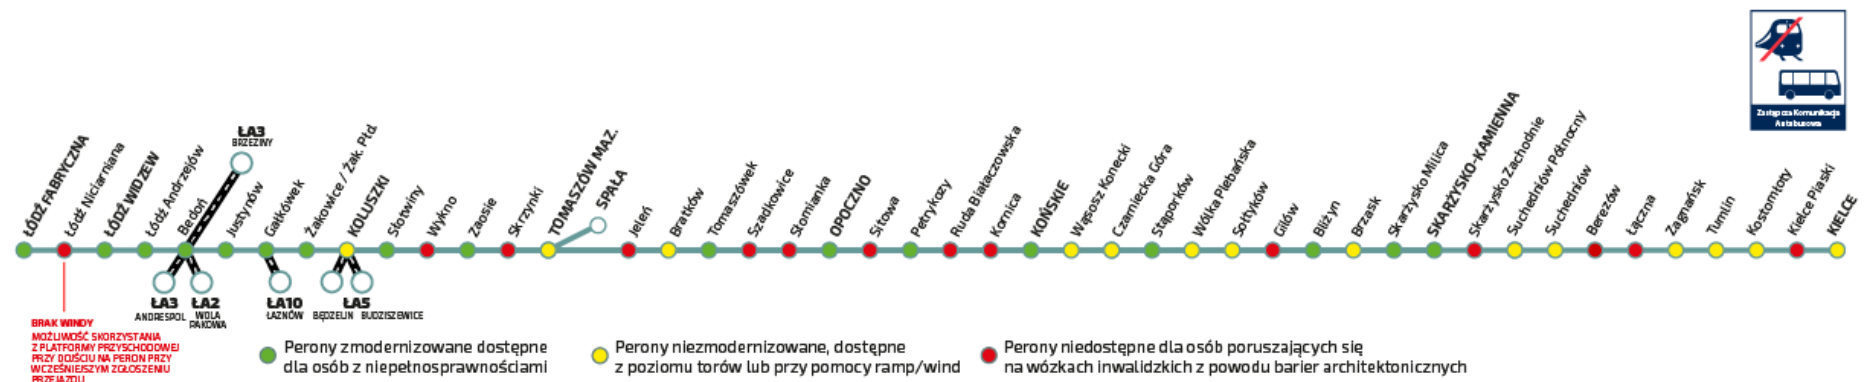 ŁÓDŹ FABRYCZNA
Łódź Niciarniana
ŁÓDŹ WIDZEW
Łódź Andrzejów
Bedoń
ŁA3
BRZEZINY
Justynów
Gałkówek
Żakowice / Żak. Płd.
KOLUSZKI
Słotwiny
Wykno
Zaosie
Skrzynki
TOMASZÓW MAZ.
SPAŁA
Jeleń
Bratków
Tomaszówek
Szadkowice
Słomianka
OPOCZNO
Sitowa
Petrykozy
Ruda Białaczowska
Kornica
KOŃSKIE
Wąsosz Konecki
Czarniecka Góra
Stąporków
Wólka Plebańska
Sołtyków
Gilów
Bliżyn
Brzask
Skarżysko Milica
SKARŻYSKO-KAMIENNA
Skarżysko Zachodnie
Suchedniów Północny
Suchedniów
Berezów
Łączna
Zagnańsk
Tumlin
Kostomłoty
Kielce Piaski
KIELCE
Zastępcza Komunikacja
Autobusowa
ŁA3
ANDRESPOL
ŁA2
WOLA
RAKOWA
ŁA10
ŁAZNÓW
ŁA5
BĘDZELIN BUDZISZEWICE
BRAK WINDY
MOŻLIWOŚĆ SKORZYSTANIA
Z PLATFORMY PRZYSCHODOWEJ
PRZY DOJŚCIU NA PERON PRZY
WCZEŚNIEJSZYM ZGŁOSZENIU
PRZEJAZDU
Perony zmodernizowane dostępne
dla osób z niepełnosprawnościami
Perony niezmodernizowane, dostępne
z poziomu torów lub przy pomocy ramp/wind
Perony niedostępne dla osób poruszających się
na wózkach inwalidzkich z powodu barier architektonicznych